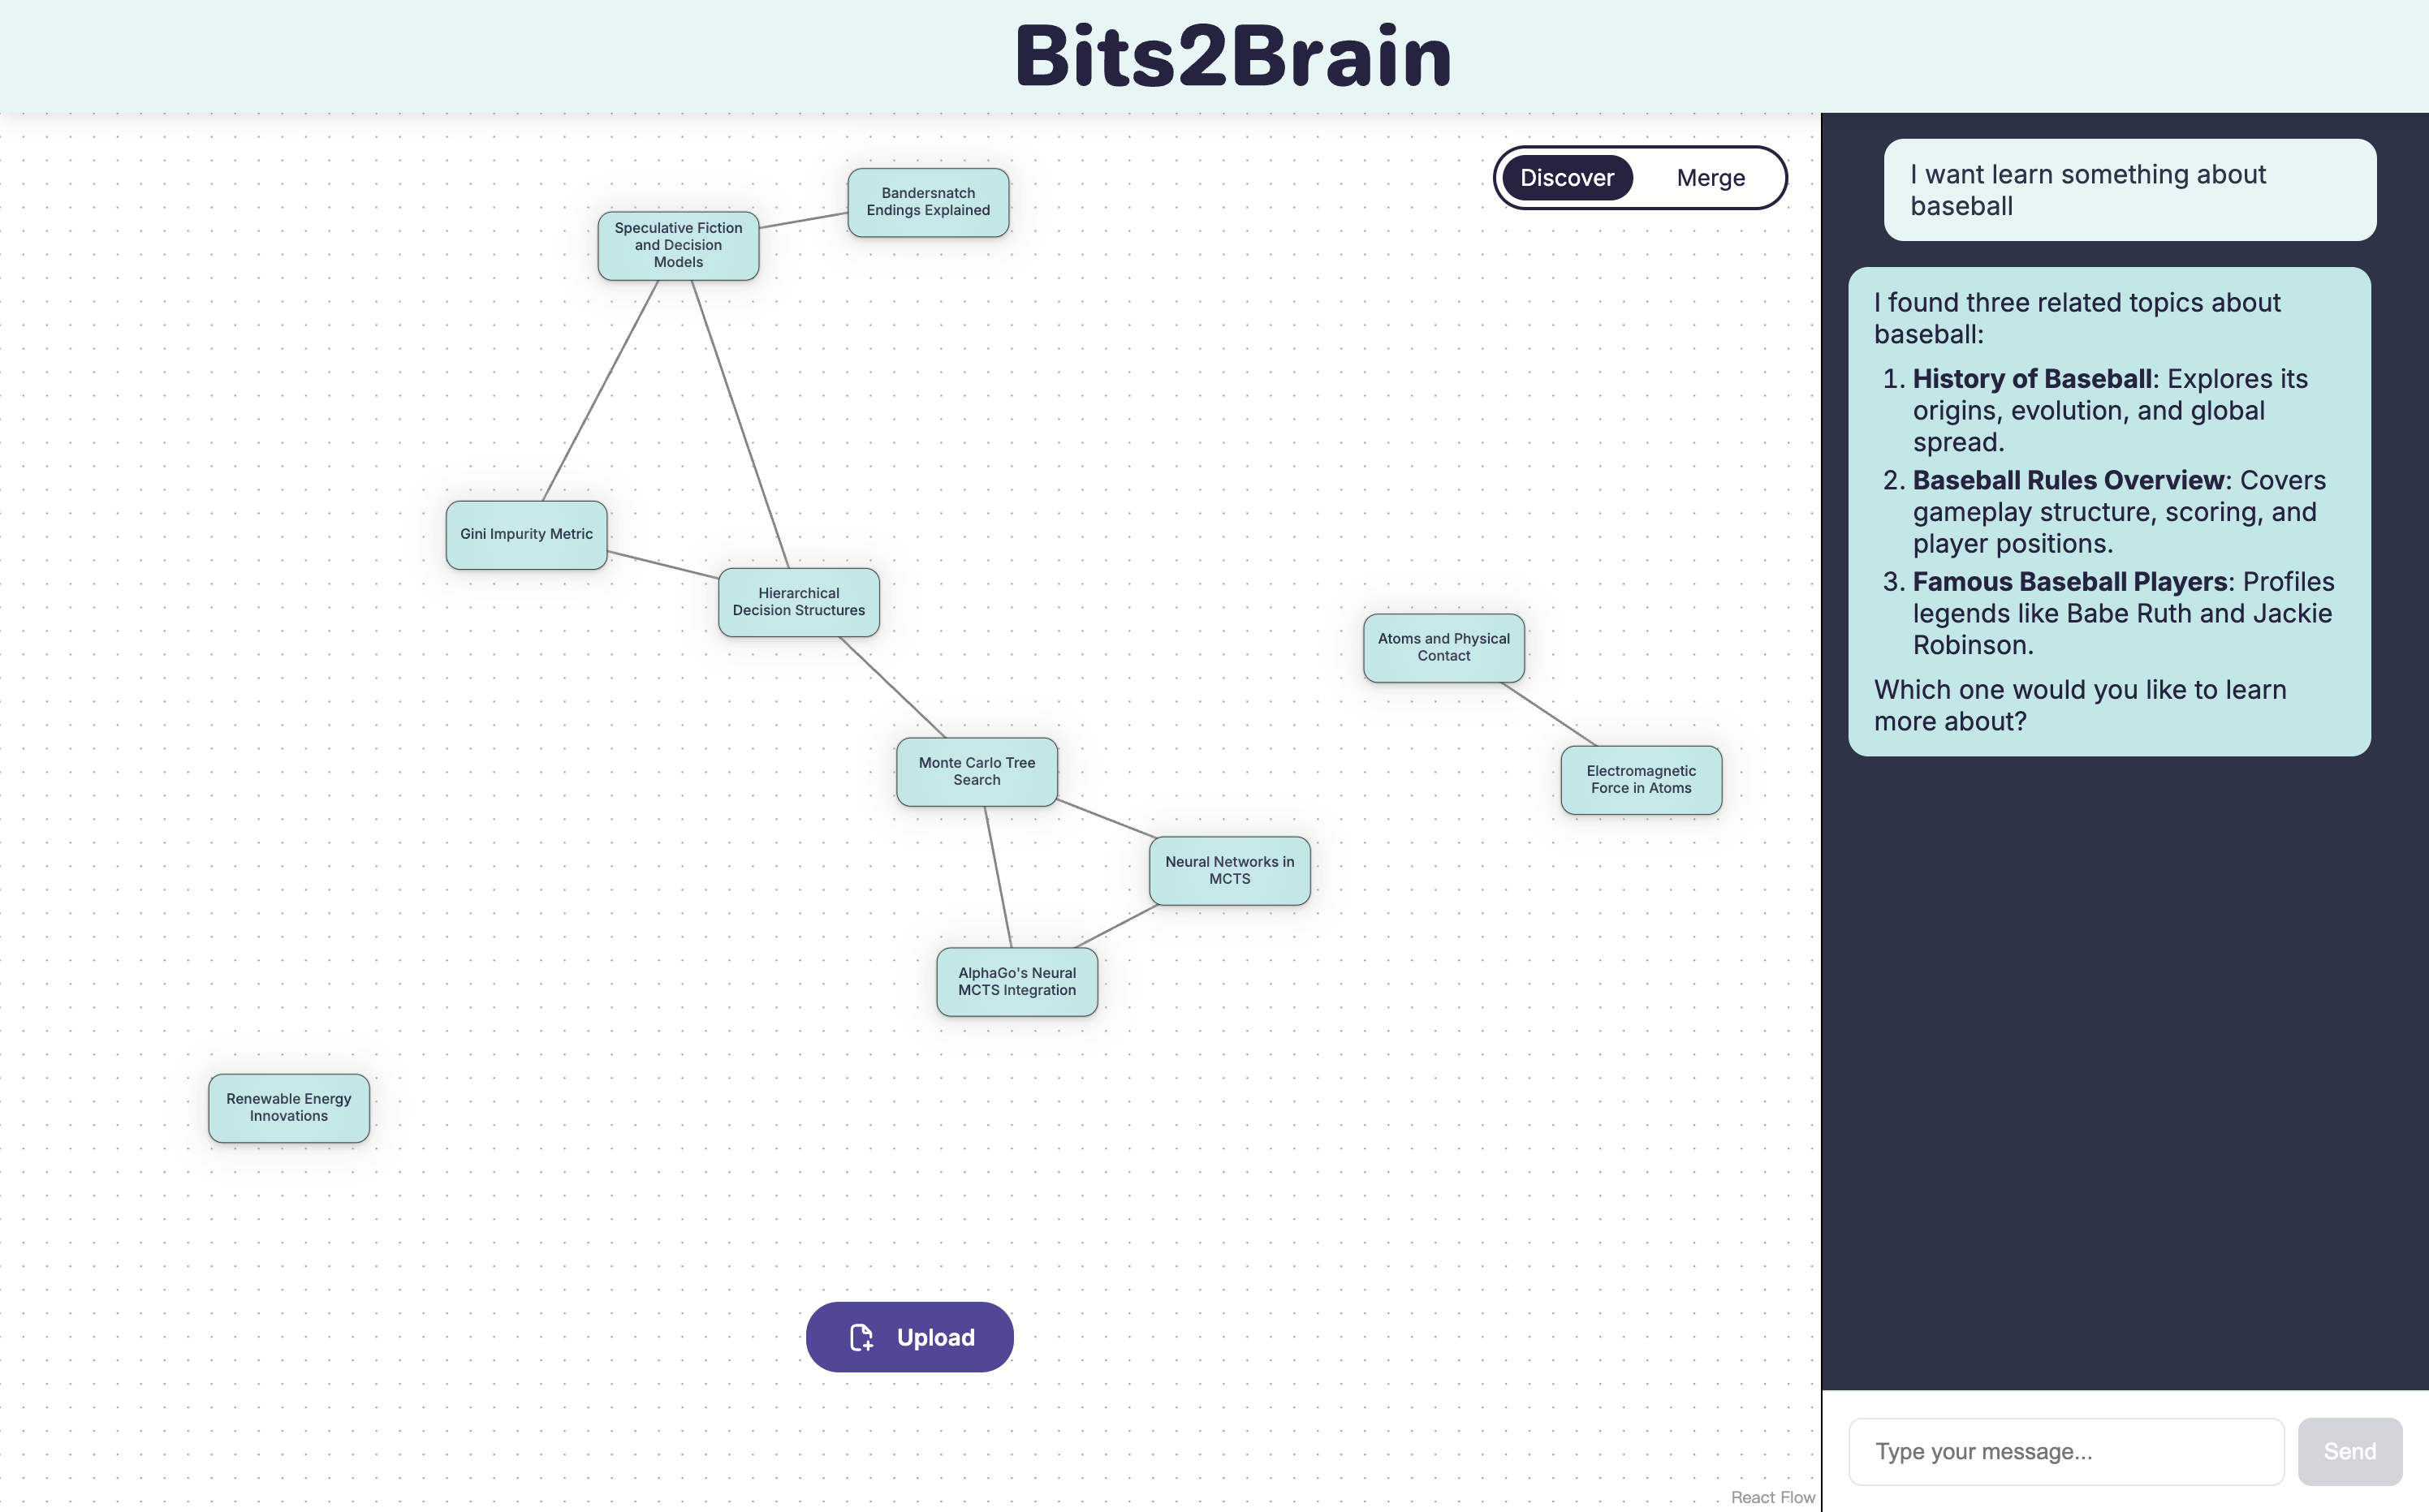 Bits2Brain
Discover
Merge
Bandersnatch
Endings Explained
Speculative Fiction
and Decision
Models
Gini Impurity Metric
Hierarchical
Decision Structures
Atoms and Physical
Contact
Monte Carlo Tree
Search
Electromagnetic
Force in Atoms
Neural Networks in
MCTS
AlphaGo's Neural
MCTS Integration
Renewable Energy
Innovations
Upload
React Flow
I want learn something about
baseball
I found three related topics about
baseball:
1. History of Baseball: Explores its
origins, evolution, and global
spread.
2. Baseball Rules Overview: Covers
gameplay structure, scoring, and
player positions.
3. Famous Baseball Players: Profiles
legends like Babe Ruth and Jackie
Robinson.
Which one would you like to learn
more about?
Type your message...
Send